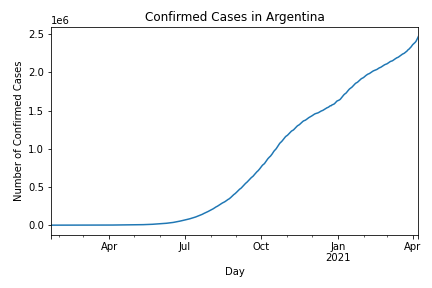 Confirmed Cases in Argentina
1e6
2.5
2.0
1.5
1.0
0.5
0.0
Number of Confirmed Cases
Apr
Jul
Oct
Jan
2021
Apr
Day